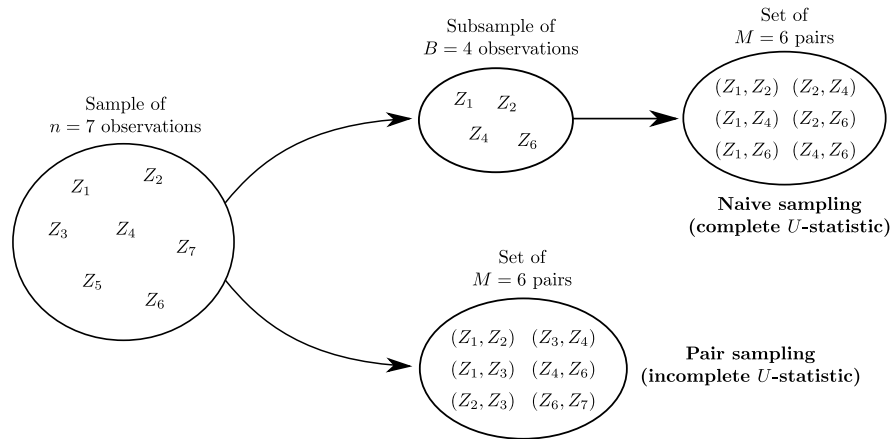 Sample of
n = 7 observations
Z₁
Z₂
Z₃
Z₄
Z₇
Z₅
Z₆
Subsample of
B = 4 observations
Z₁
Z₂
Z₄
Z₆
Set of
M = 6 pairs
(Z₁, Z₂) (Z₂, Z₄)
(Z₁, Z₄) (Z₂, Z₆)
(Z₁, Z₆) (Z₄, Z₆)
Naive sampling
(complete U-statistic)
Set of
M = 6 pairs
(Z₁, Z₂) (Z₃, Z₄)
(Z₁, Z₃) (Z₄, Z₆)
(Z₂, Z₃) (Z₆, Z₇)
Pair sampling
(incomplete U-statistic)